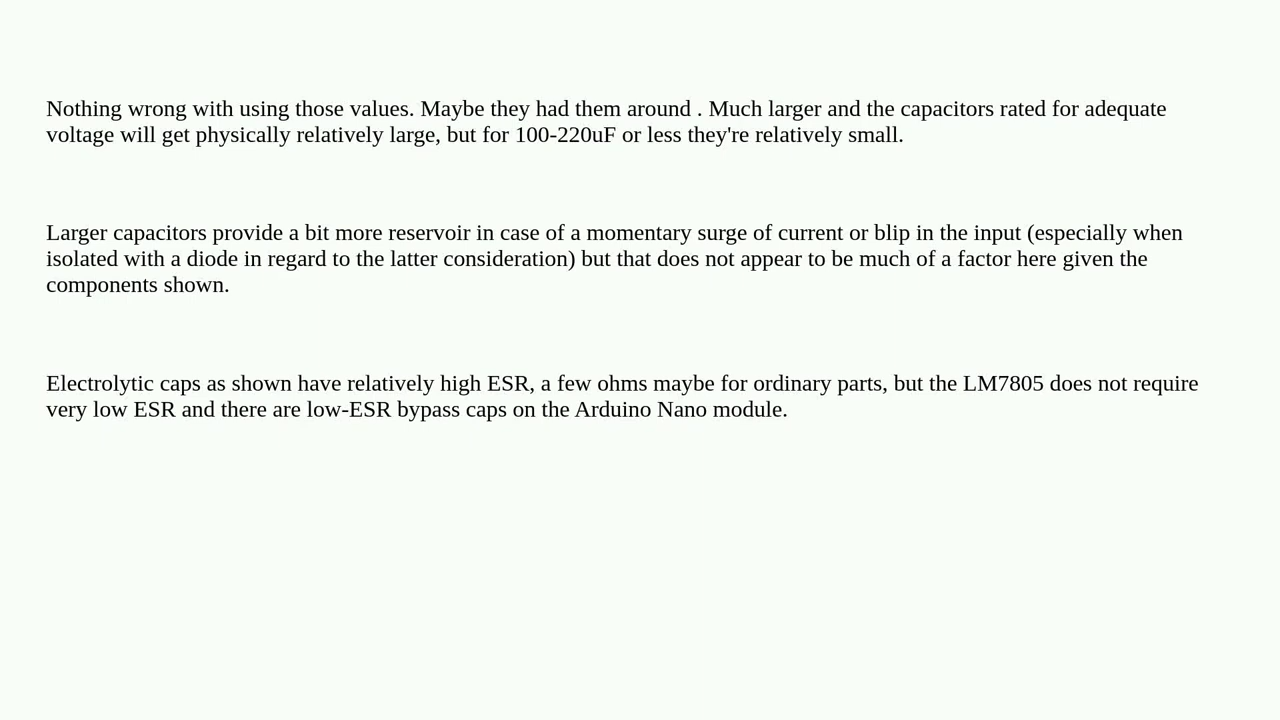 Nothing wrong with using those values. Maybe they had them around . Much larger and the capacitors rated for adequate
voltage will get physically relatively large, but for 100-220uF or less they're relatively small.
Larger capacitors provide a bit more reservoir in case of a momentary surge of current or blip in the input (especially when
isolated with a diode in regard to the latter consideration) but that does not appear to be much of a factor here given the
components shown.
Electrolytic caps as shown have relatively high ESR, a few ohms maybe for ordinary parts, but the LM7805 does not require
very low ESR and there are low-ESR bypass caps on the Arduino Nano module.